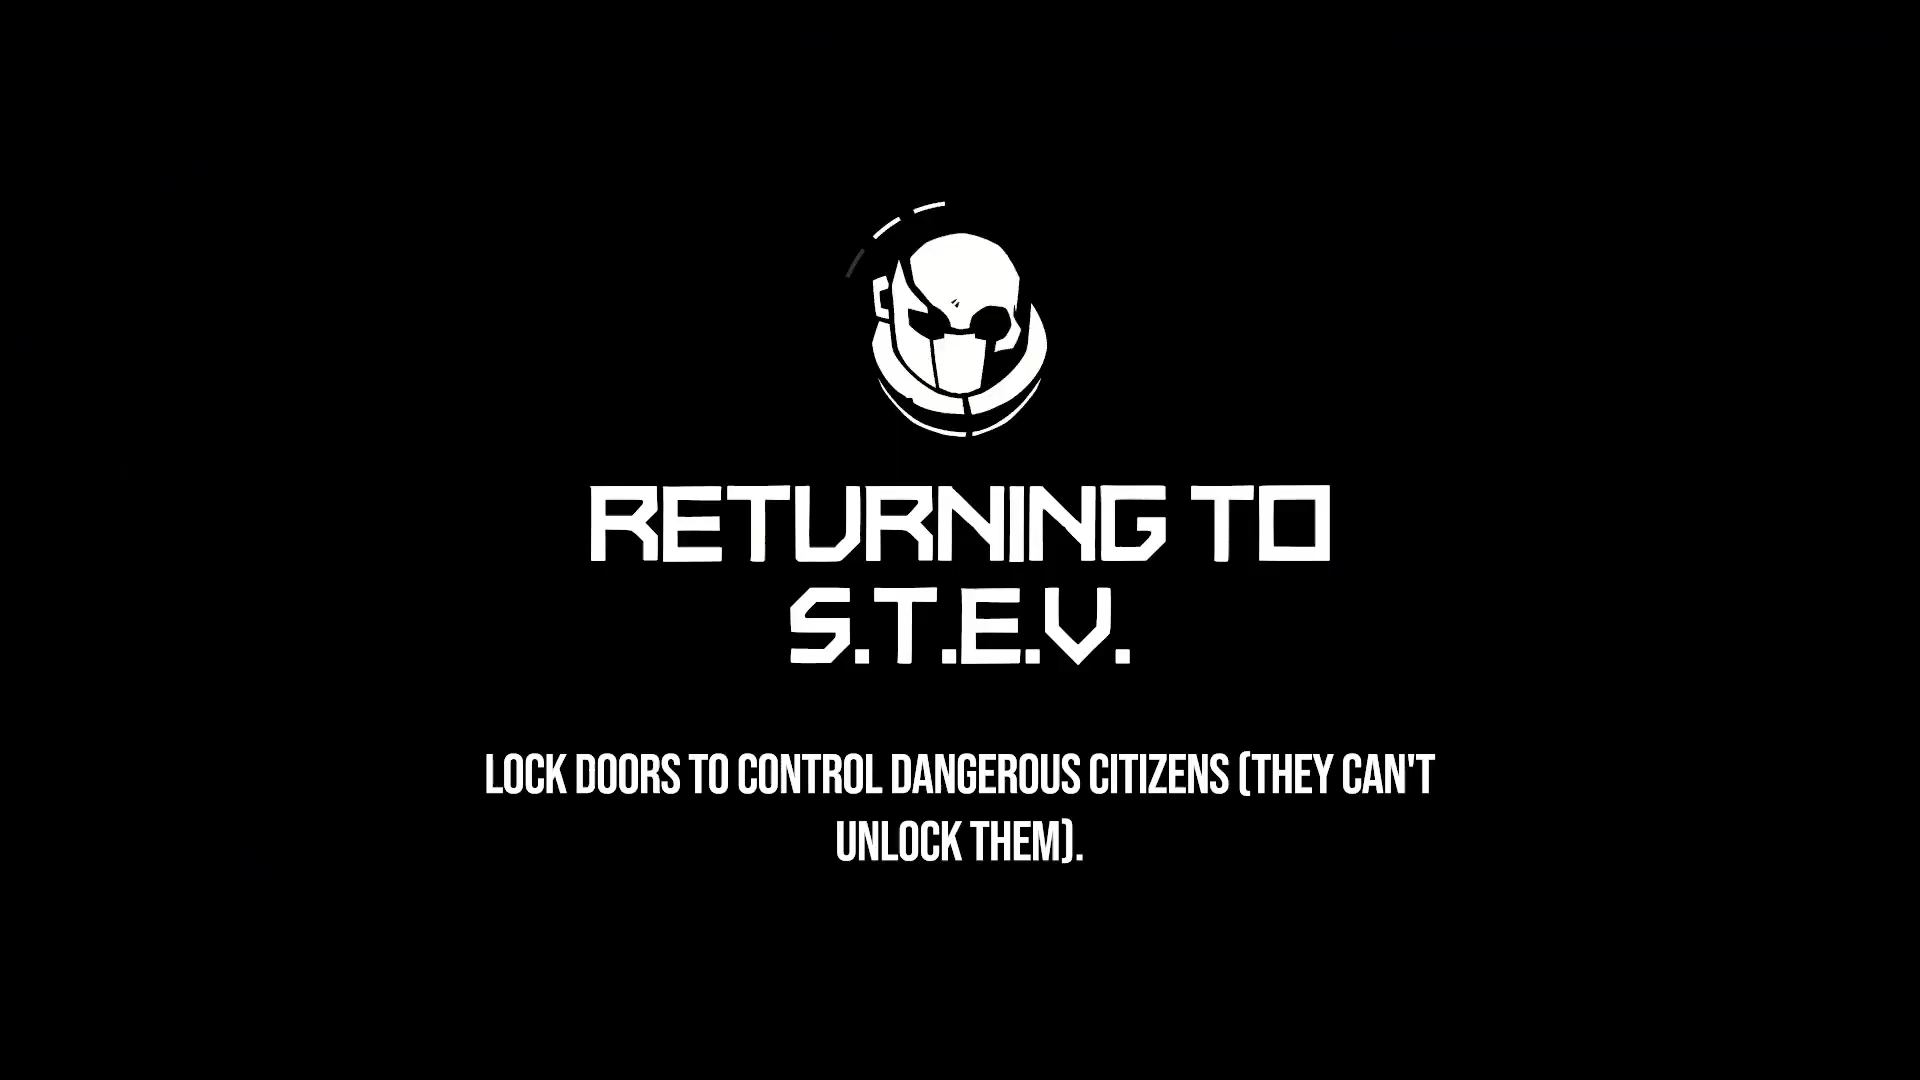 RETURNING TO
S.T.E.V.
LOCK DOORS TO CONTROL DANGEROUS CITIZENS (THEY CAN'T
UNLOCK THEM).